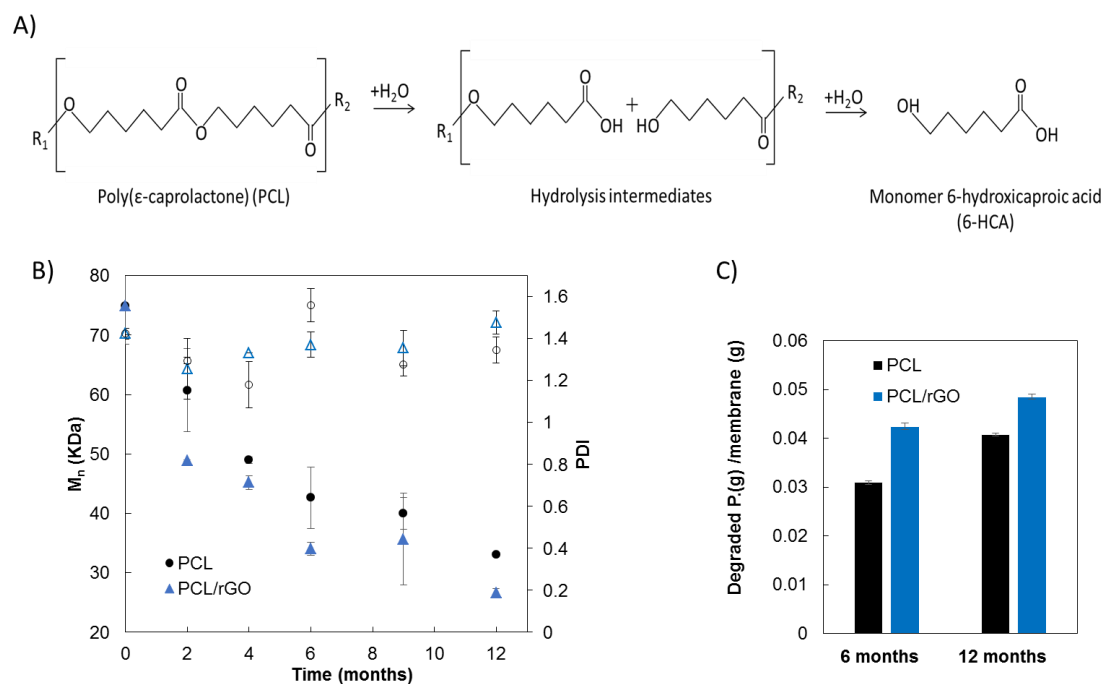 A)
O
O
O
O
R1
R2
+H2O
O
O
OH
+
HO
O
R1
R2
+H2O
OH
O
OH
Poly(ε-caprolactone) (PCL)
Hydrolysis intermediates
Monomer 6-hydroxicaproic acid
(6-HCA)
B)
80
70
60
50
40
30
20
Mn (KDa)
0
2
4
6
8
10
12
Time (months)
1.6
1.4
1.2
1
0.8
0.6
0.4
0.2
0
PDI
PCL
PCL/rGO
C)
Degraded P.(g) /membrane (g)
0.06
0.05
0.04
0.03
0.02
0.01
0
PCL
PCL/rGO
6 months
12 months